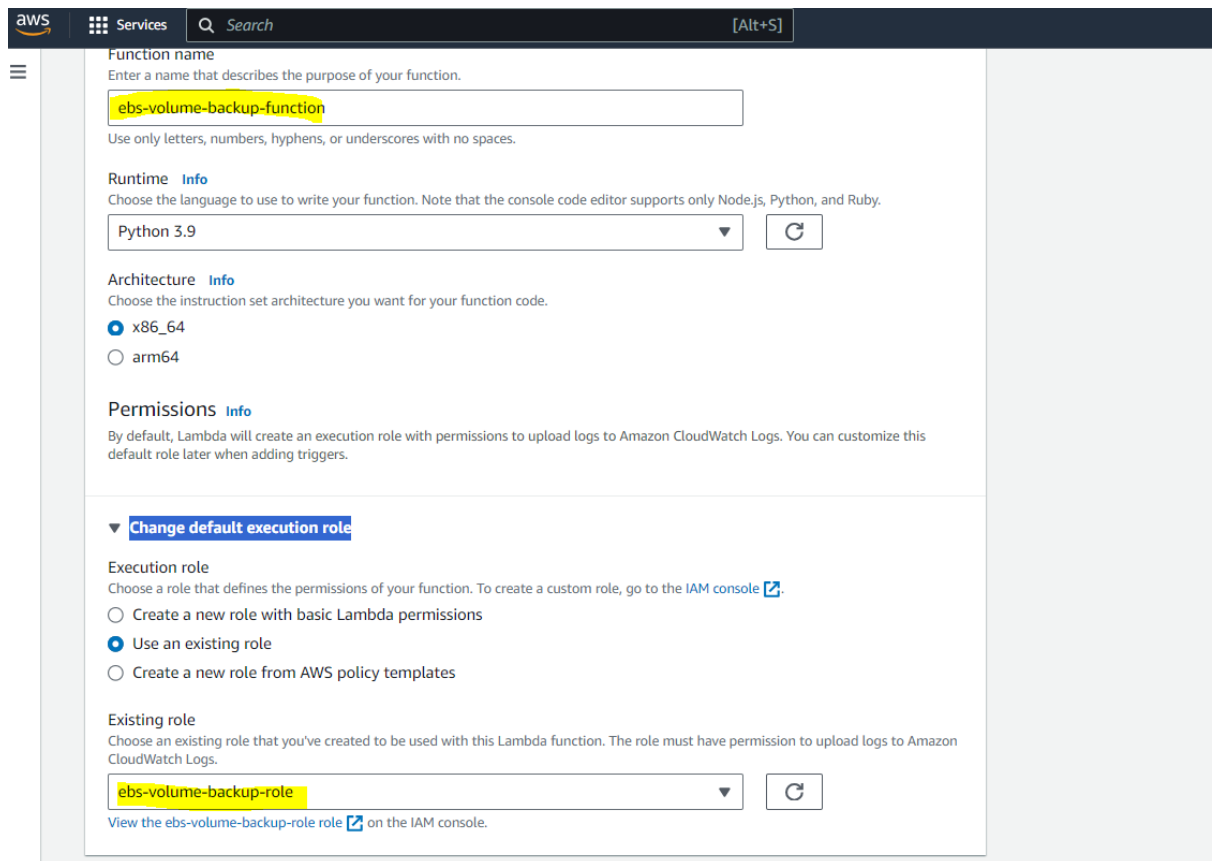 aws
Services
Search
[Alt+S]
Function name
Enter a name that describes the purpose of your function.
ebs-volume-backup-function
Use only letters, numbers, hyphens, or underscores with no spaces.
Runtime Info
Choose the language to use to write your function. Note that the console code editor supports only Node.js, Python, and Ruby.
Python 3.9
Architecture Info
Choose the instruction set architecture you want for your function code.
x86_64
arm64
Permissions Info
By default, Lambda will create an execution role with permissions to upload logs to Amazon CloudWatch Logs. You can customize this
default role later when adding triggers.
Change default execution role
Execution role
Choose a role that defines the permissions of your function. To create a custom role, go to the IAM console.
Create a new role with basic Lambda permissions
Use an existing role
Create a new role from AWS policy templates
Existing role
Choose an existing role that you've created to be used with this Lambda function. The role must have permission to upload logs to Amazon
CloudWatch Logs.
ebs-volume-backup-role
View the ebs-volume-backup-role role on the IAM console.